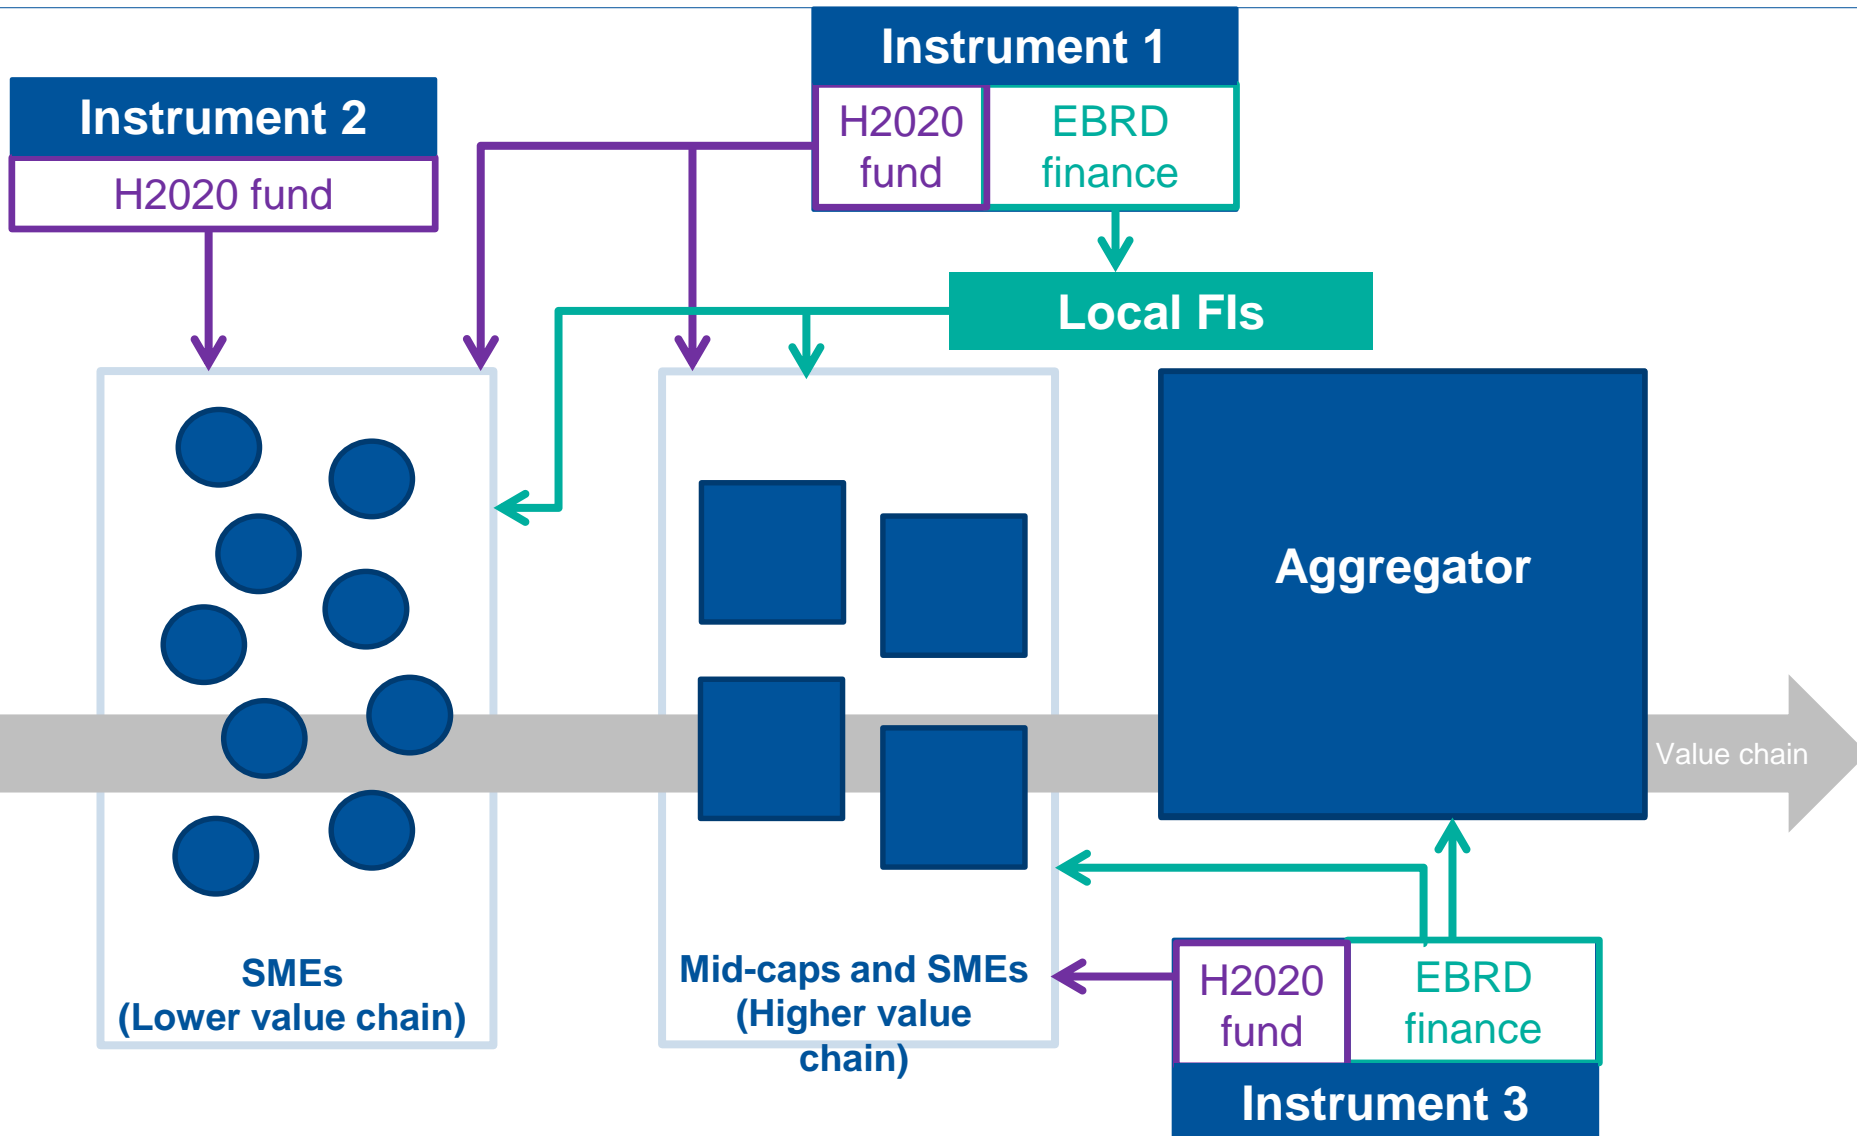 Instrument 1
H2020
fund
EBRD
finance
Instrument 2
H2020 fund
Local FIs
Aggregator
Value chain
SMEs
(Lower value chain)
Mid-caps and SMEs
(Higher value
chain)
H2020
fund
EBRD
finance
Instrument 3